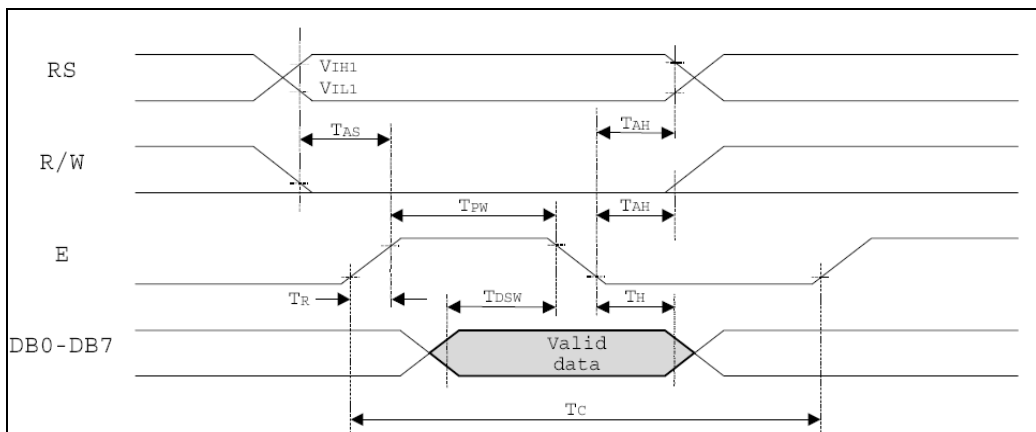 RS
VIH1
VIL1
TAS
TAH
R/W
TPW
TAH
E
TR
TDSW
TH
DB0-DB7
Valid
data
TC